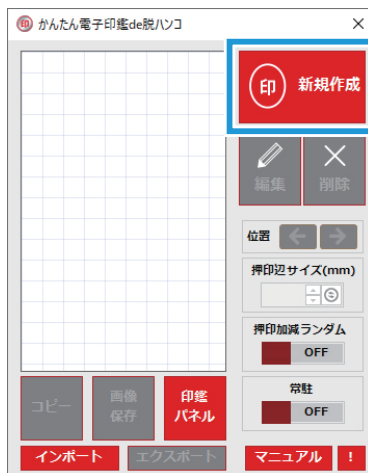 印 かんたん電子印鑑de脱ハンコ
印 新規作成
編集 削除
位置
押印辺サイズ(mm)
押印加減ランダム
OFF
常駐
OFF
コピー
画像
保存
印鑑
パネル
インポート エクスポート マニュアル !